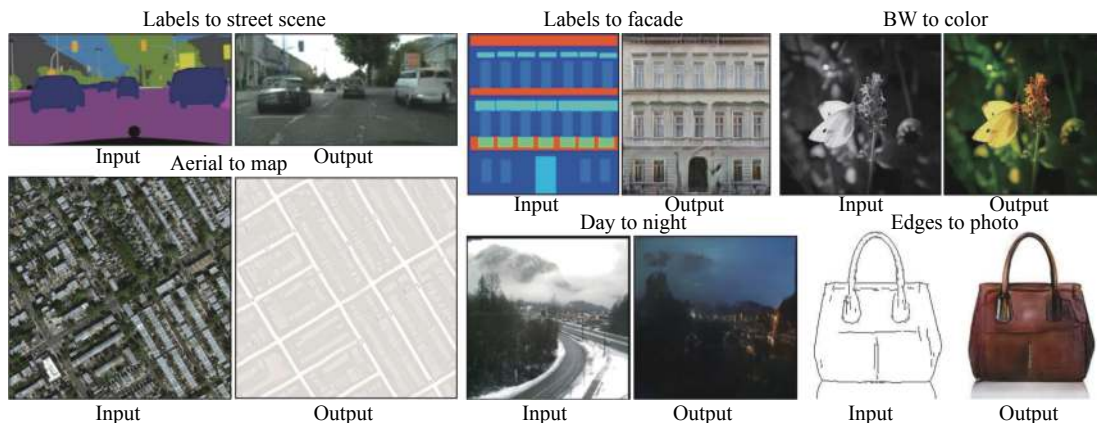 Labels to street scene
Input
Output
Aerial to map
Input
Output
Labels to facade
Input
Output
Day to night
Input
Output
BW to color
Input
Output
Edges to photo
Input
Output